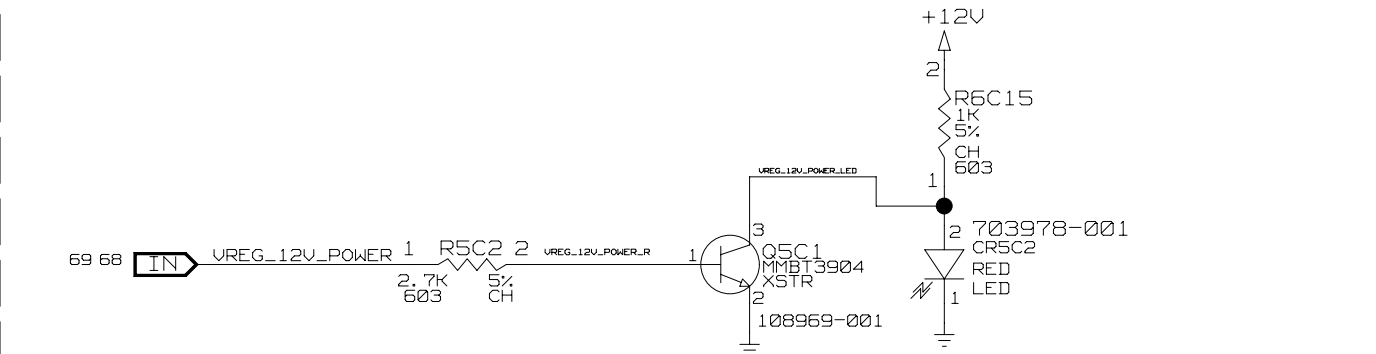 +12V
2
R6C15
1K
5%
CH
603
1
VREG_12V_POWER_LED
3
2 703978-001
CR5C2
RED
LED
1
69 68 IN VREG_12V_POWER 1 R5C2 2 VREG_12V_POWER_R 1 Q5C1
2.7K 5% MMBT3904
603 CH XSTR
2
108969-001